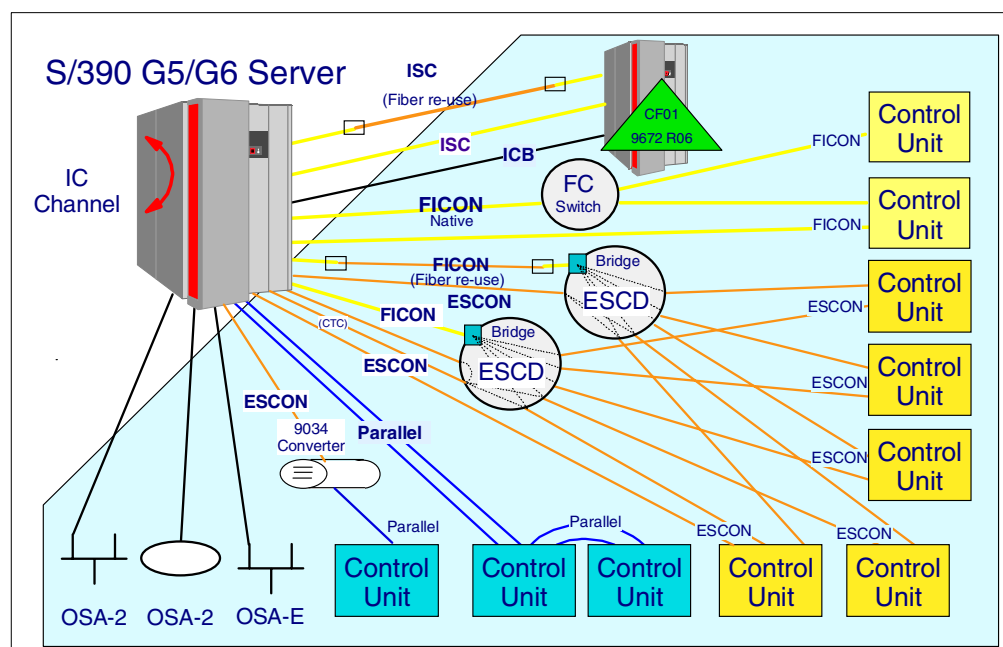 S/390 G5/G6 Server
ISC
(Fiber re-use)
CF01
9672 R06
ISC
ICB
IC
Channel
FC
Switch
FICON
Control
Unit
FICON
Native
FICON
Control
Unit
FICON
(Fiber re-use)
Bridge
ESCD
ESCON
FICON
(CTC)
ESCON
Bridge
ESCD
ESCON
Control
Unit
ESCON
Control
Unit
ESCON
Control
Unit
ESCON
9034
Converter
Parallel
Parallel
Parallel
ESCON
ESCON
Control
Unit
Control
Unit
Control
Unit
Control
Unit
Control
Unit
OSA-2
OSA-2
OSA-E